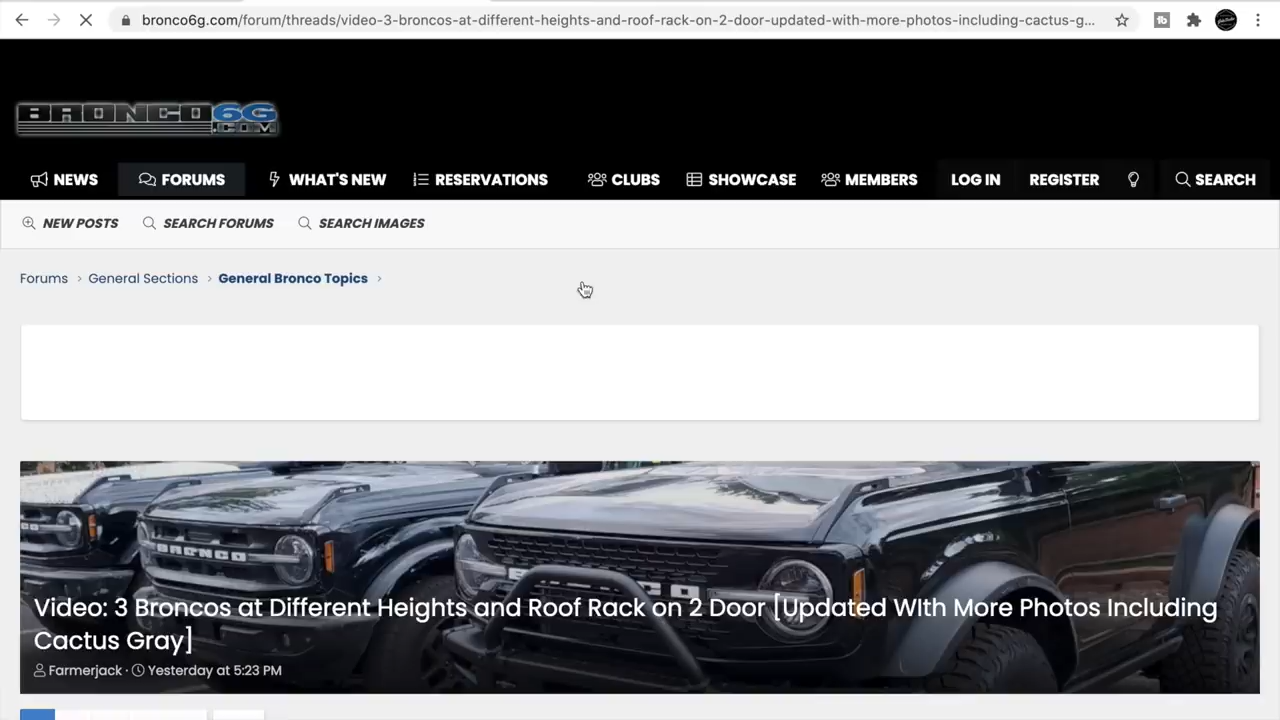 bronco6g.com/forum/threads/video-3-broncos-at-different-heights-and-roof-rack-on-2-door-updated-with-more-photos-including-cactus-g...
BRONCO6G
.COM
NEWS FORUMS WHAT'S NEW RESERVATIONS CLUBS SHOWCASE MEMBERS LOG IN REGISTER SEARCH
NEW POSTS SEARCH FORUMS SEARCH IMAGES
Forums > General Sections > General Bronco Topics >
BRONCO
Video: 3 Broncos at Different Heights and Roof Rack on 2 Door [Updated WIth More Photos Including
Cactus Gray]
Farmerjack · Yesterday at 5:23 PM